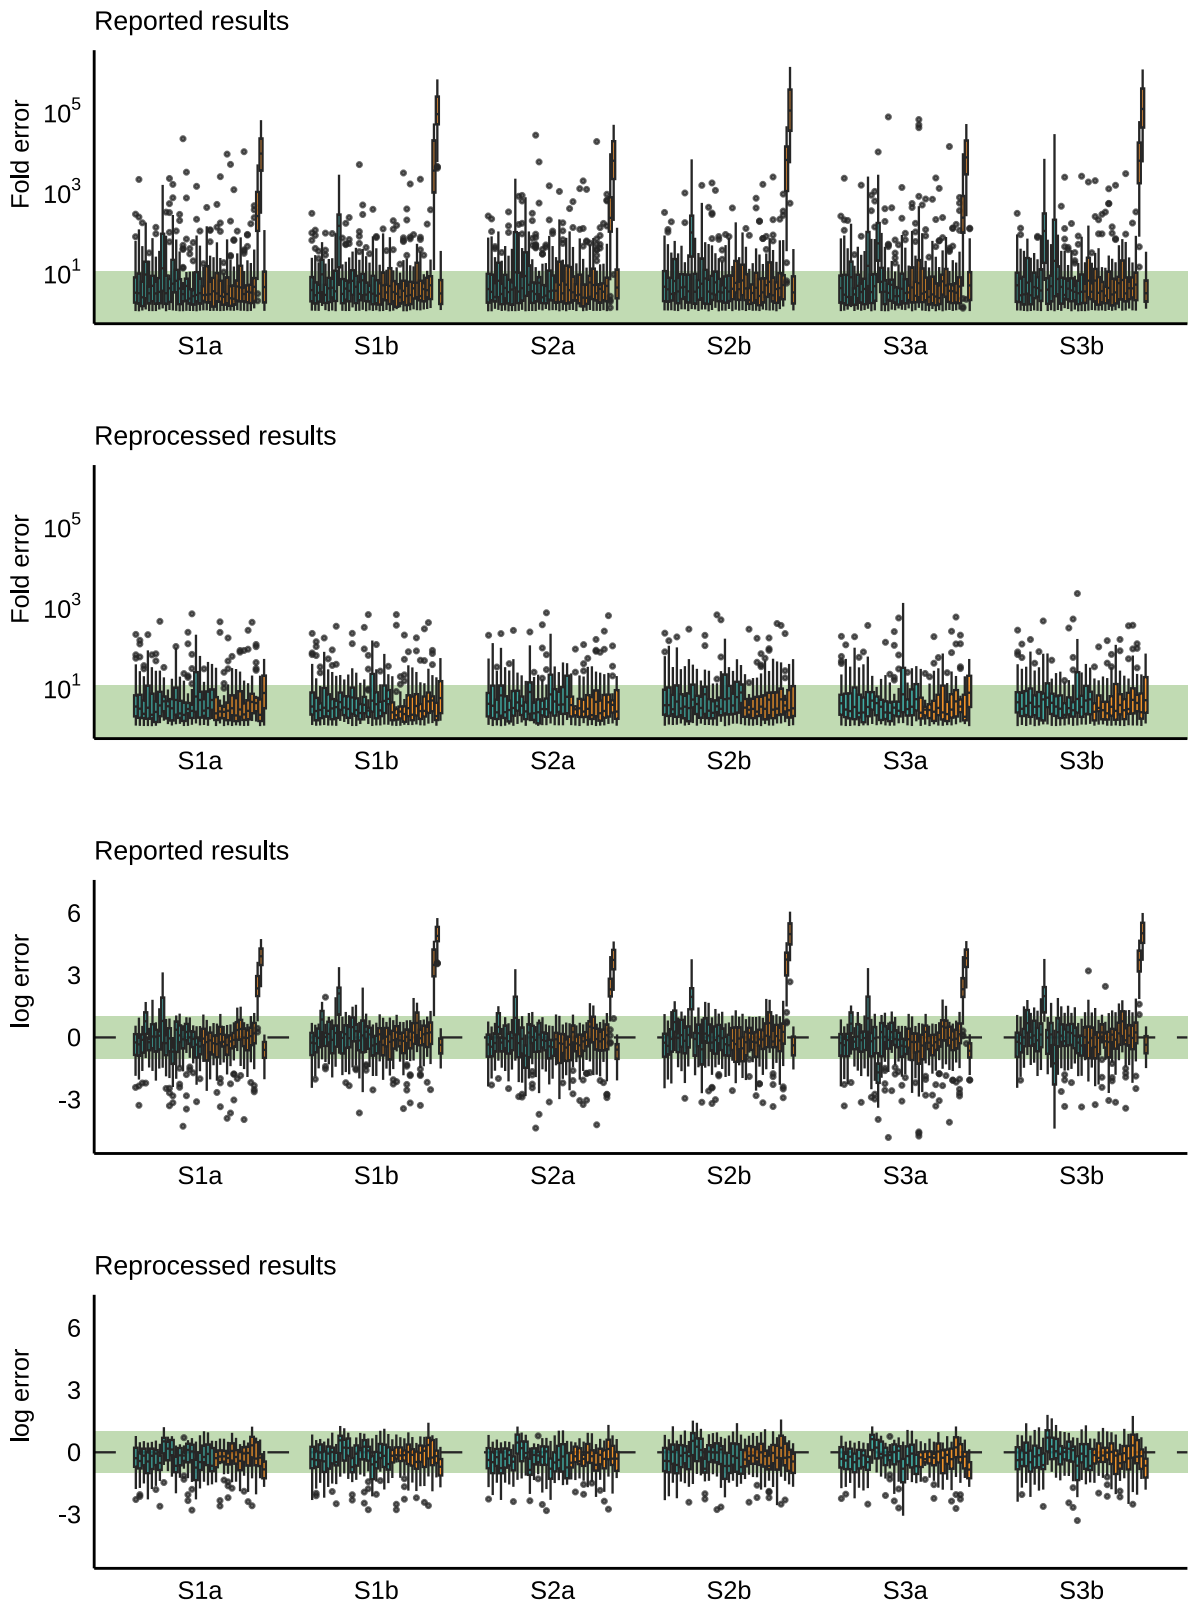 Reported results
Fold error
10^5
10^3
10^1
S1a S1b S2a S2b S3a S3b
Reprocessed results
Fold error
10^5
10^3
10^1
S1a S1b S2a S2b S3a S3b
Reported results
log error
6
3
0
-3
S1a S1b S2a S2b S3a S3b
Reprocessed results
log error
6
3
0
-3
S1a S1b S2a S2b S3a S3b